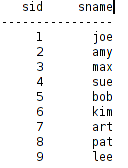 sid sname
----------------
1 joe
2 amy
3 max
4 sue
5 bob
6 kim
7 art
8 pat
9 lee